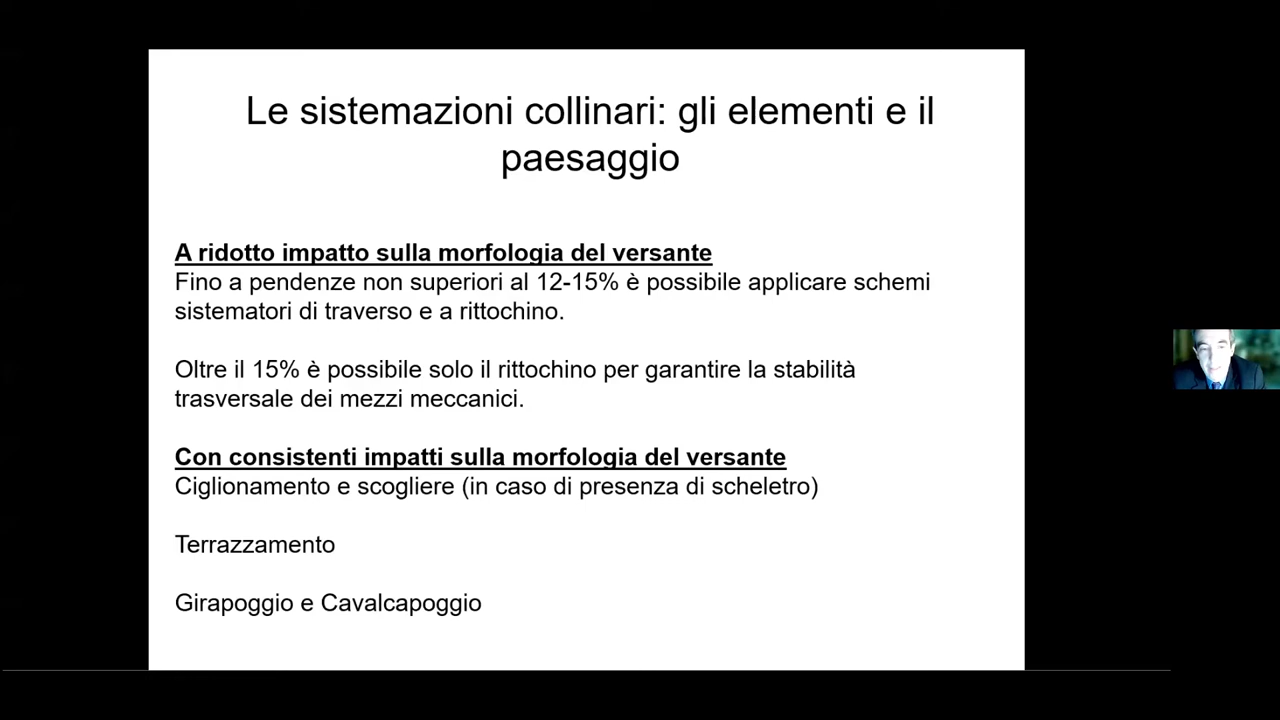 Le sistemazioni collinari: gli elementi e il
paesaggio
A ridotto impatto sulla morfologia del versante
Fino a pendenze non superiori al 12-15% è possibile applicare schemi
sistematori di traverso e a rittochino.
Oltre il 15% è possibile solo il rittochino per garantire la stabilità
trasversale dei mezzi meccanici.
Con consistenti impatti sulla morfologia del versante
Ciglionamento e scogliere (in caso di presenza di scheletro)
Terrazzamento
Girapoggio e Cavalcapoggio